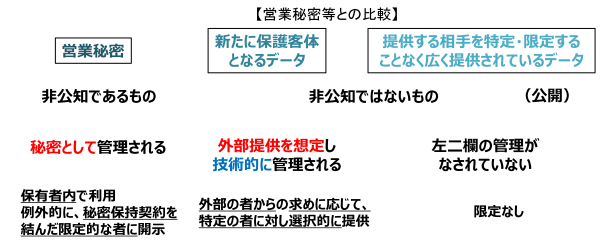 【営業秘密等との比較】
営業秘密
新たに保護客体
となるデータ
提供する相手を特定・限定する
ことなく広く提供されているデータ
非公知であるもの
非公知ではないもの
（公開）
秘密として管理される
外部提供を想定し
技術的に管理される
左二欄の管理が
なされていない
保有者内で利用
例外的に、秘密保持契約を
結んだ限定的な者に開示
外部の者からの求めに応じて、
特定の者に対し選択的に提供
限定なし